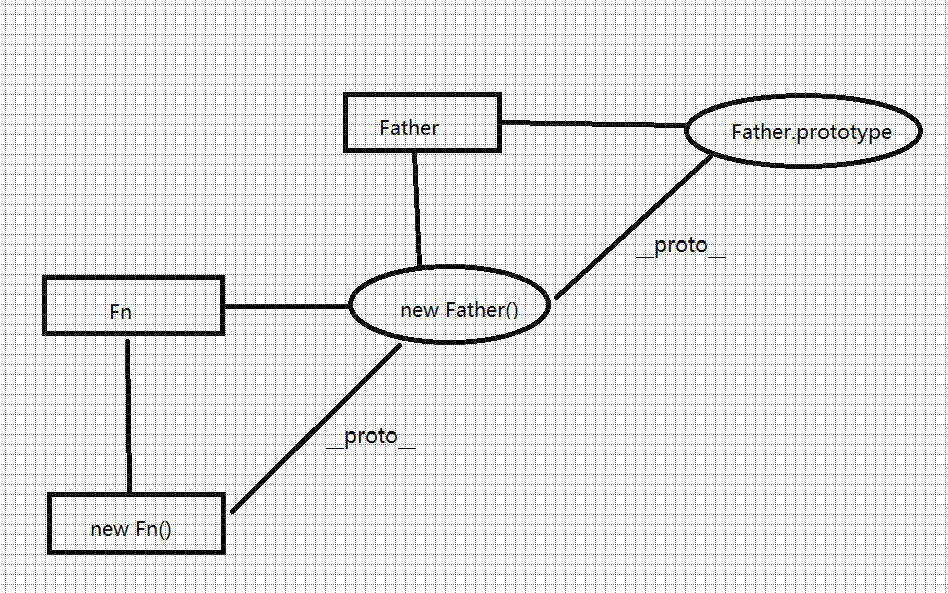 Father
Father.prototype
__proto__
Fn
new Father()
__proto__
new Fn()